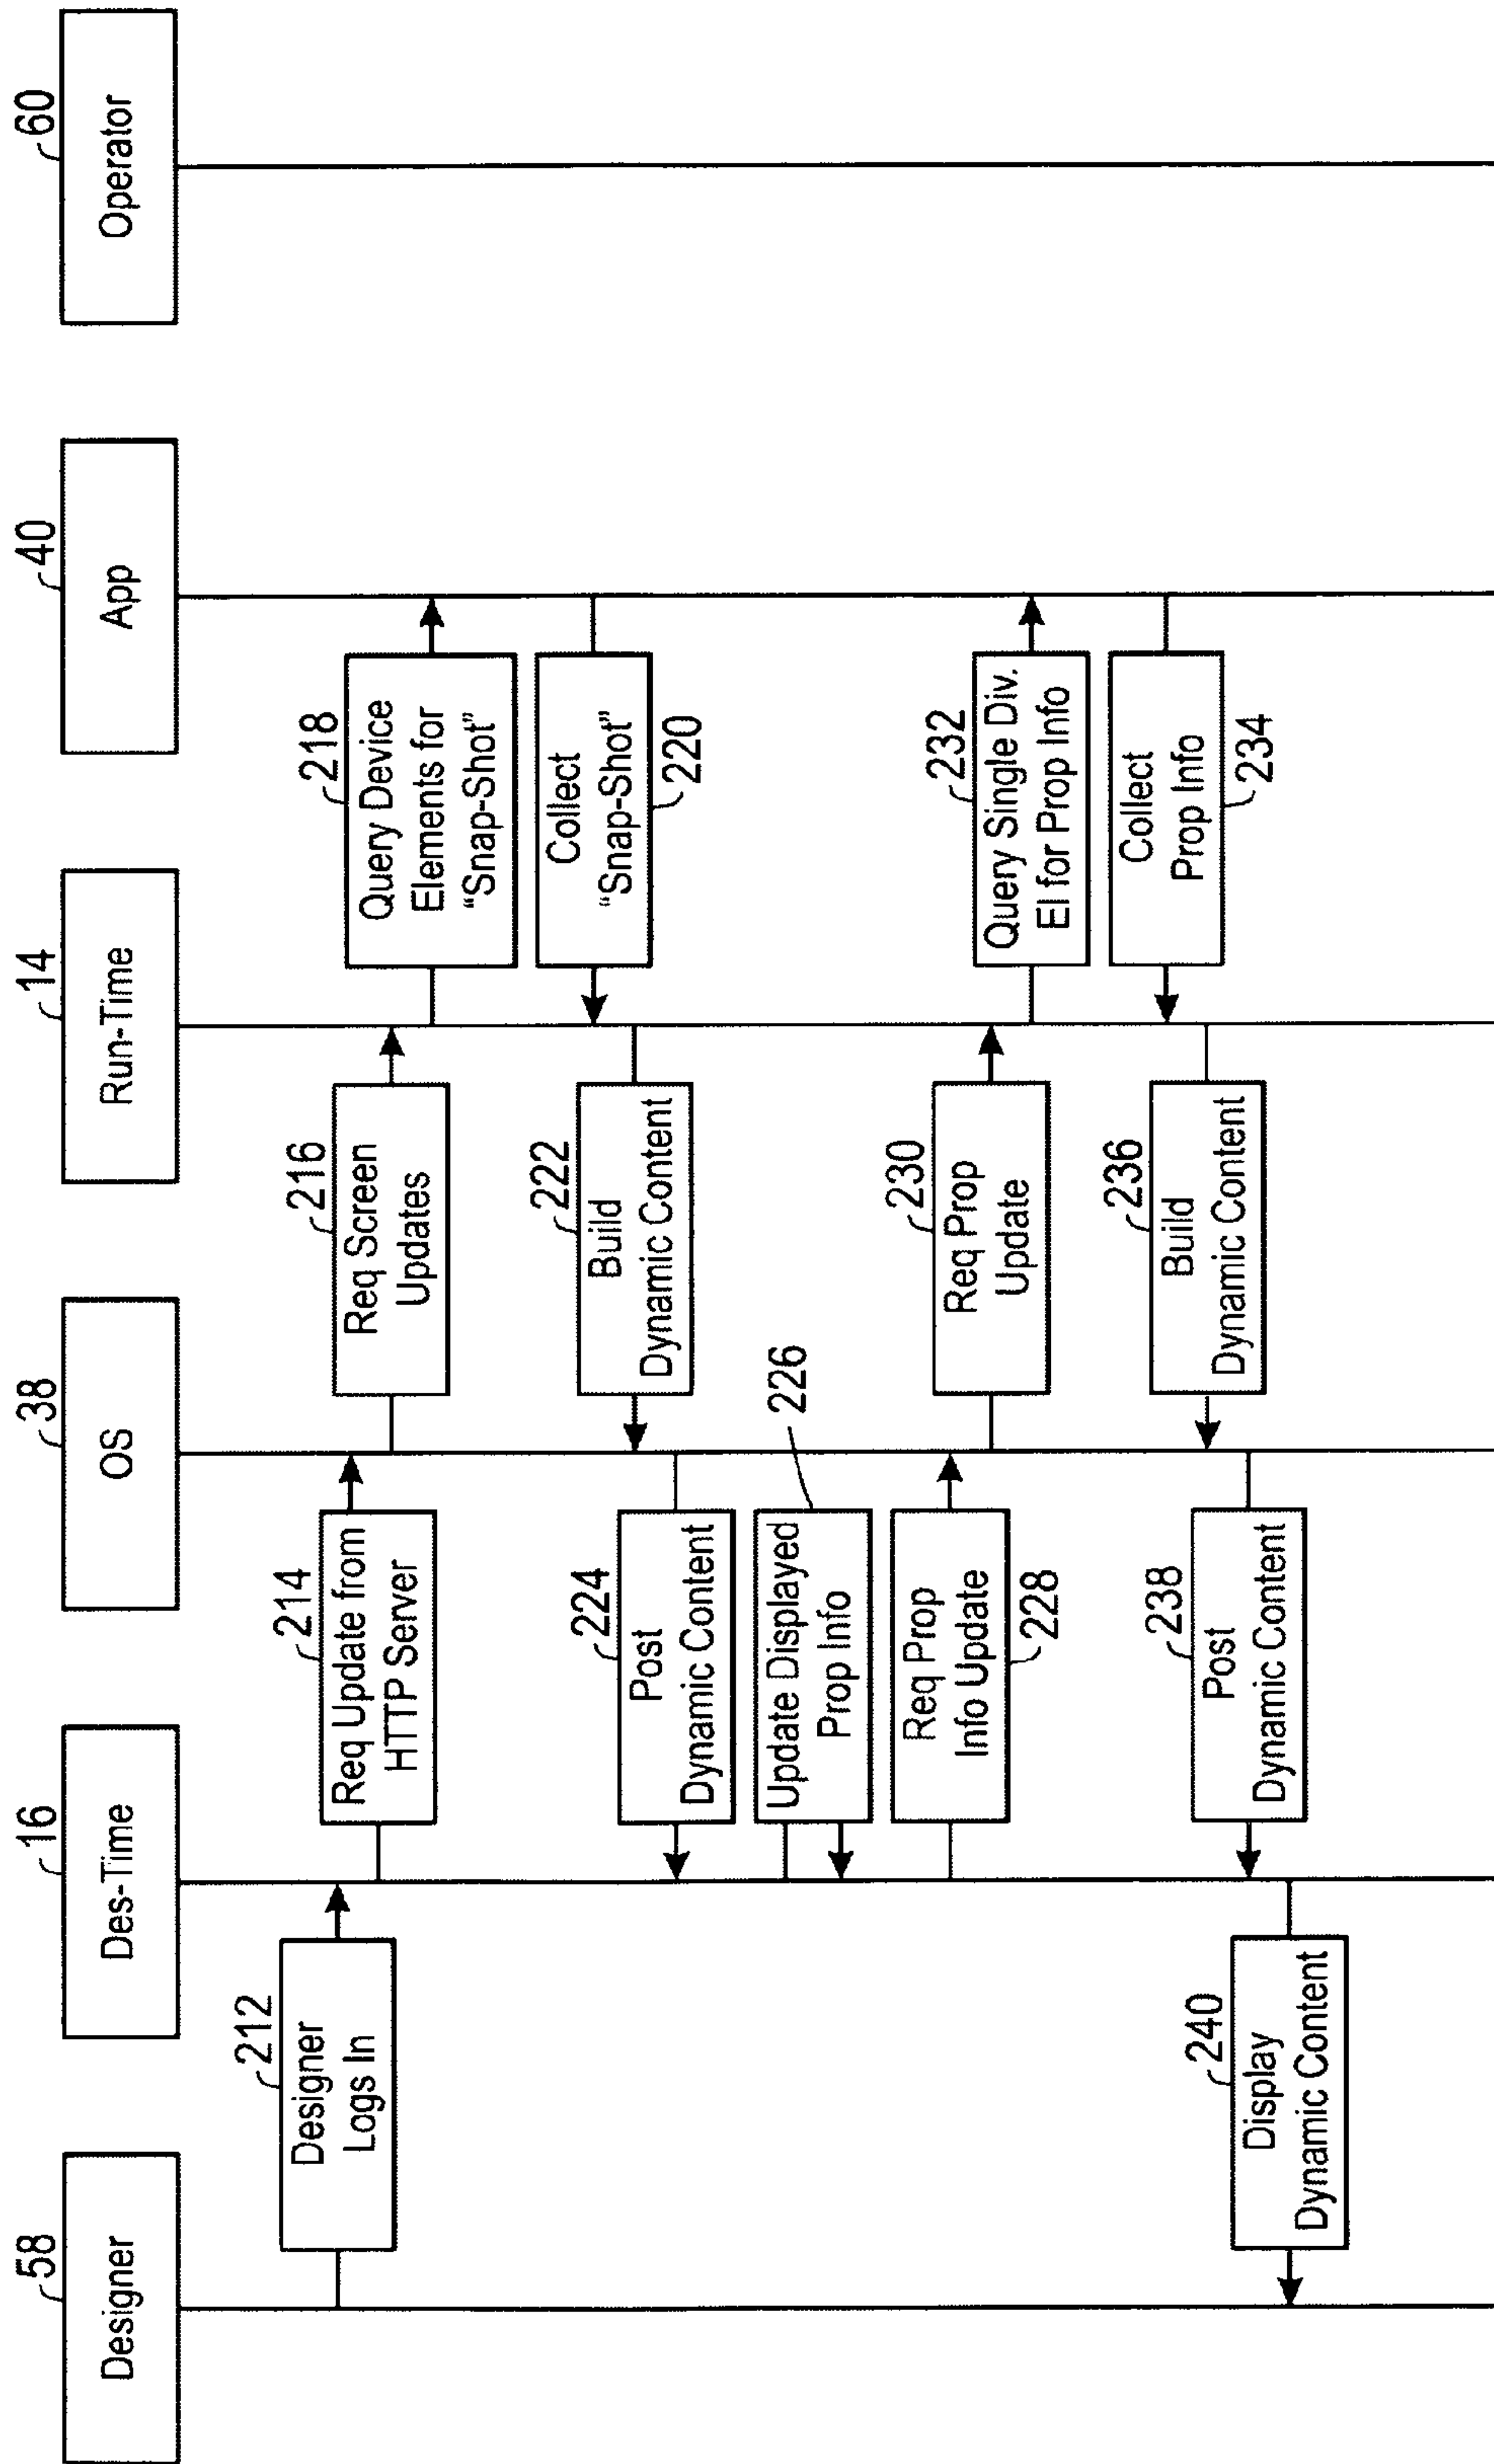 58
Designer
16
Des-Time
38
OS
14
Run-Time
40
App
60
Operator
212
Designer
Logs In
214
Req Update from
HTTP Server
216
Req Screen
Updates
218
Query Device
Elements for
“Snap-Shot”
220
Collect
“Snap-Shot”
222
Build
Dynamic Content
224
Post
Dynamic Content
226
Update Displayed
Prop Info
228
Req Prop
Info Update
230
Req Prop
Update
232
Query Single Div.
El for Prop Info
234
Collect
Prop Info
236
Build
Dynamic Content
238
Post
Dynamic Content
240
Display
Dynamic Content